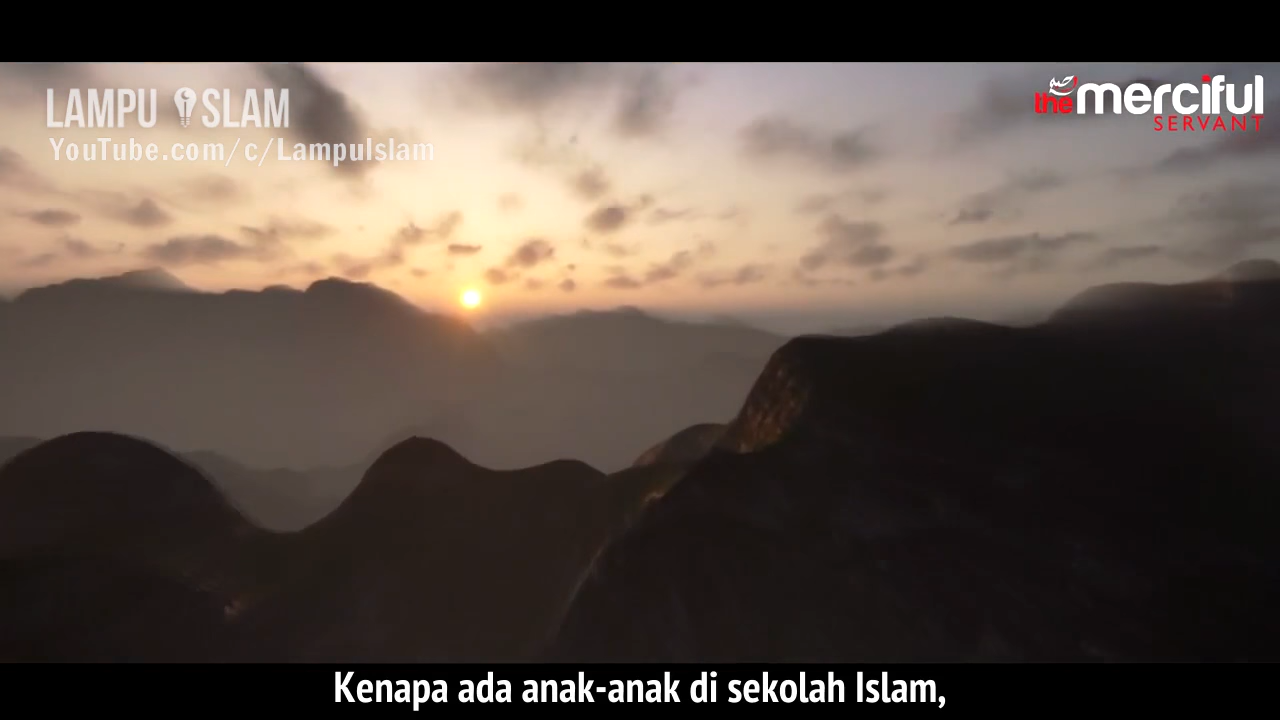 LAMPU ISLAM
YouTube.com/c/LampuIslam
the merciful
SERVANT
Kenapa ada anak-anak di sekolah Islam,